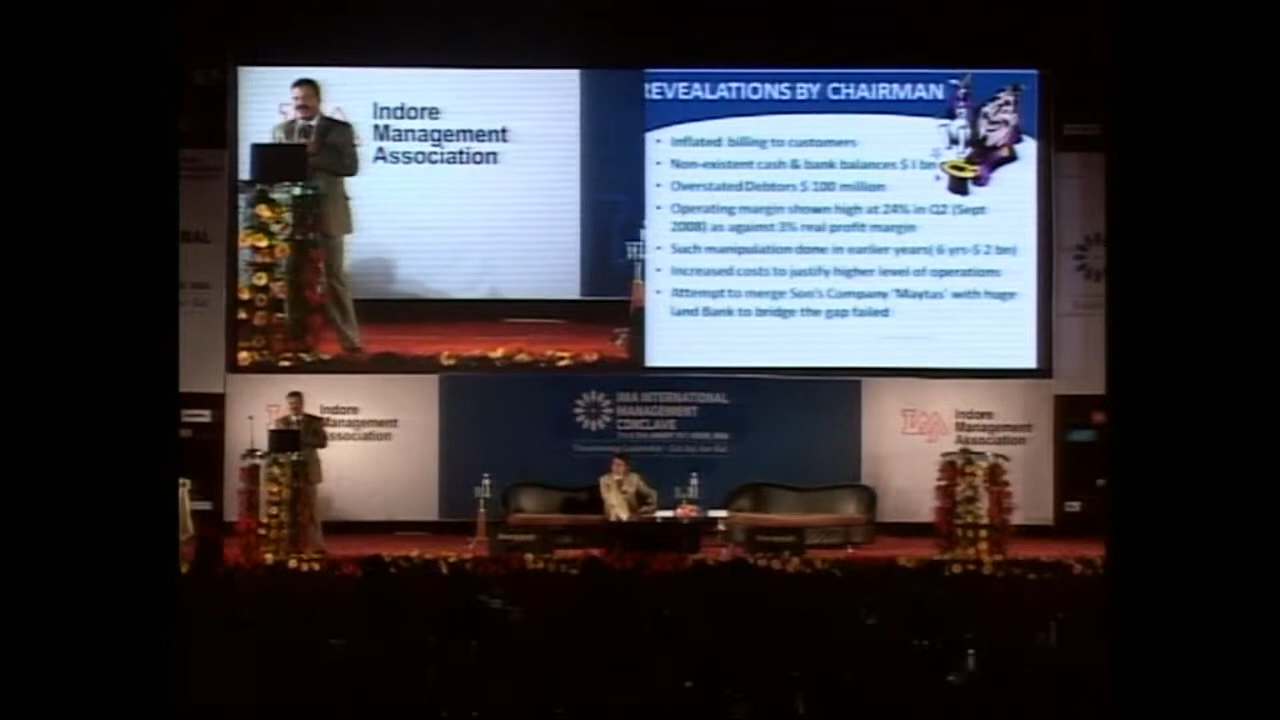 Indore
Management
Association
REVEALATIONS BY CHAIRMAN
• Inflated billing to customers
• Non-existent cash & bank balances $ 1 bn
• Overstated Debtors $ 100 million
• Operating margin shown high at 24% in Q2 (Sept
2008) as against 3% real profit margin
• Such manipulation done in earlier years( 6 yrs-$ 2 bn)
• Increased costs to justify higher level of operations
• Attempt to merge Son's Company 'Maytas' with huge
land Bank to bridge the gap failed
Indore
Management
Association
IMA INTERNATIONAL
MANAGEMENT
CONCLAVE
IMA
Indore
Management
Association